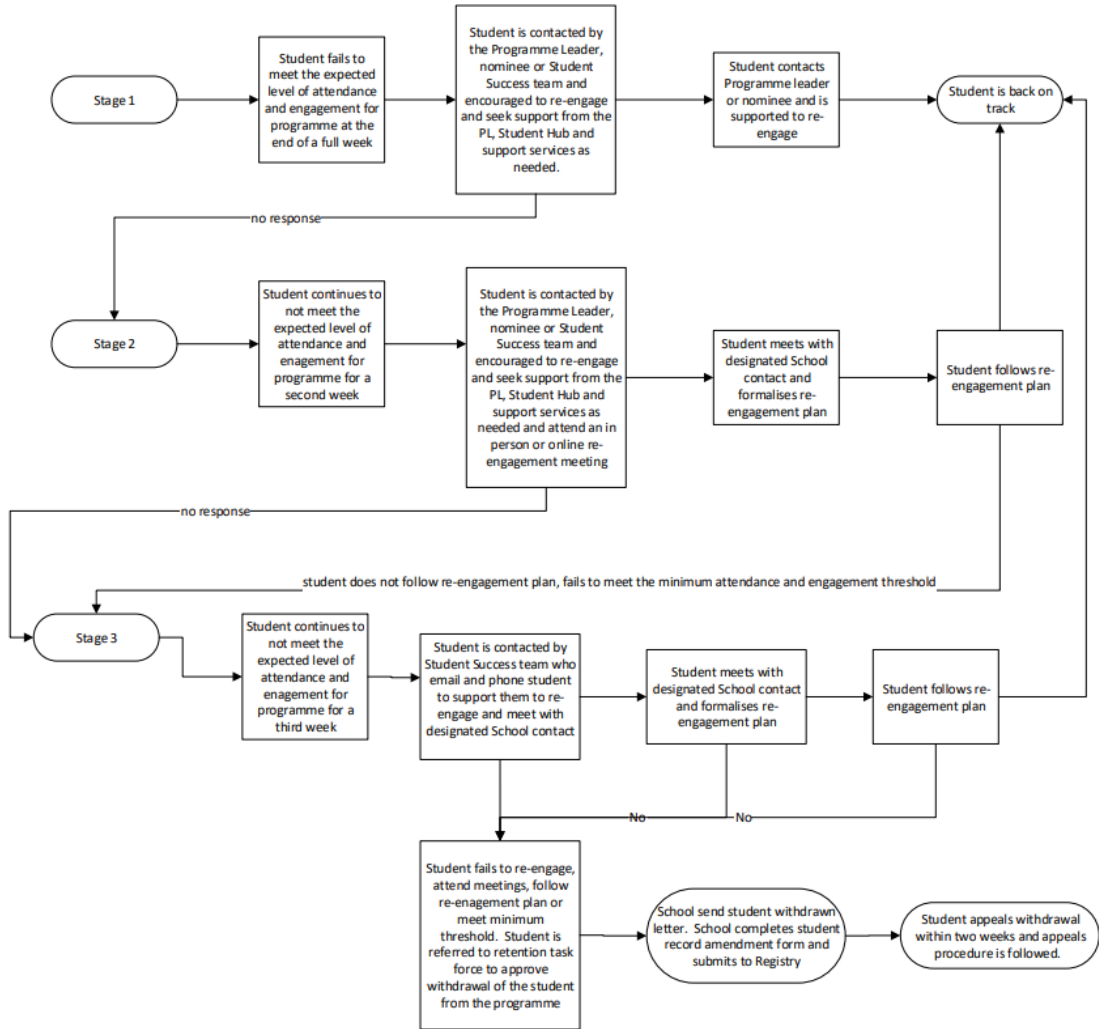 Stage 1
Student fails to
meet the expected
level of attendance
and engagement for
programme at the
end of a full week
Student is contacted by
the Programme Leader,
nominee or Student
Success team and
encouraged to re-engage
and seek support from the
PL, Student Hub and
support services as
needed.
Student contacts
Programme leader
or nominee and is
supported to re-
engage
Student is back on
track
no response
Stage 2
Student continues to
not meet the
expected level of
attendance and
enagement for
programme for a
second week
Student is contacted by
the Programme Leader,
nominee or Student
Success team and
encouraged to re-engage
and seek support from the
PL, Student Hub and
support services as
needed and attend an in
person or online re-
engagement meeting
Student meets with
designated School
contact and
formalises re-
engagement plan
Student follows re-
engagement plan
no response
student does not follow re-engagement plan, fails to meet the minimum attendance and engagement threshold
Stage 3
Student continues to
not meet the
expected level of
attendance and
enagement for
programme for a
third week
Student is contacted by
Student Success team who
email and phone student
to support them to re-
engage and meet with
designated School contact
Student meets with
designated School contact
and formalises re-
engagement plan
Student follows re-
engagement plan
No
No
Student fails to re-engage,
attend meetings, follow
re-enagement plan or
meet minimum
threshold. Student is
referred to retention task
force to approve
withdrawal of the student
from the programme
School send student withdrawn
letter. School completes student
record amendment form and
submits to Registry
Student appeals withdrawal
within two weeks and appeals
procedure is followed.